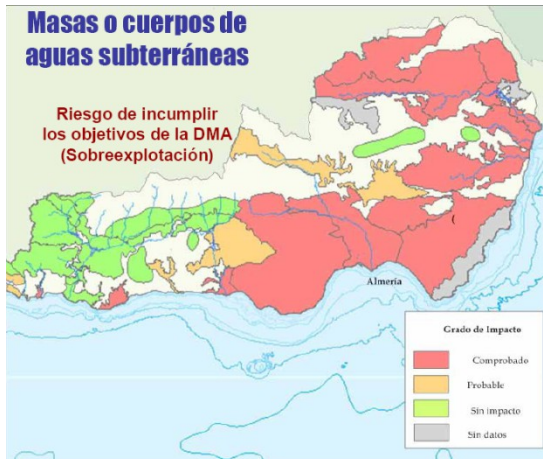 Masas o cuerpos de
aguas subterráneas
Riesgo de incumplir
los objetivos de la DMA
(Sobreexplotación)
Almería
Grado de Impacto
Comprobado
Probable
Sin impacto
Sin datos